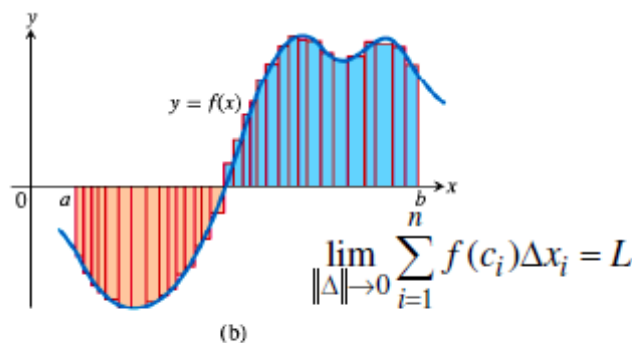 y
y = f(x)
0
a
b
x
n
lim ∑ f(cᵢ)Δxᵢ = L
‖Δ‖→0 i=1
(b)